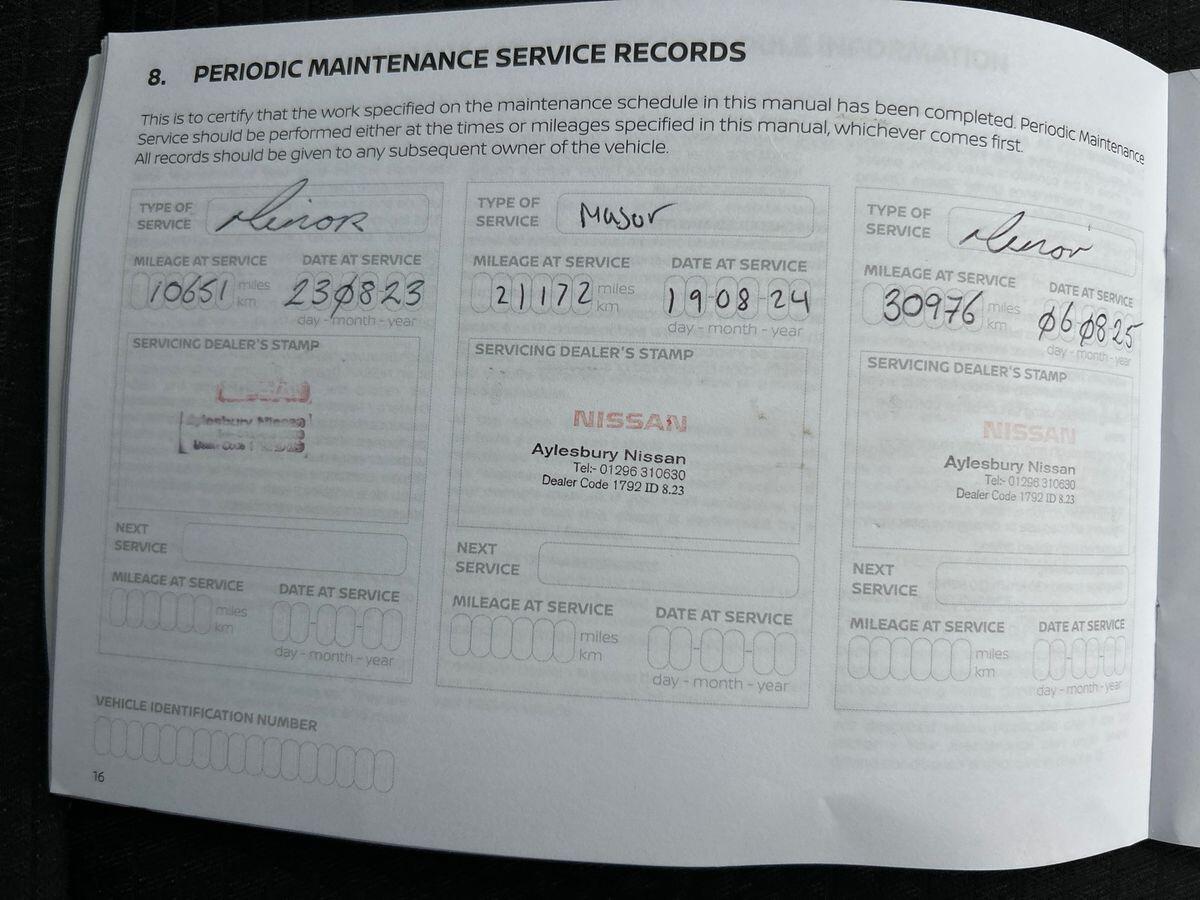 8. PERIODIC MAINTENANCE SERVICE RECORDS
This is to certify that the work specified on the maintenance schedule in this manual has been completed. Periodic Maintenance
Service should be performed either at the times or mileages specified in this manual, whichever comes first.
All records should be given to any subsequent owner of the vehicle.
TYPE OF
SERVICE
Minor
MILEAGE AT SERVICE DATE AT SERVICE
10651 miles
km
23 08 23
day - month - year
SERVICING DEALER'S STAMP
NISSAN
Aylesbury Nissan
NEXT
SERVICE
MILEAGE AT SERVICE DATE AT SERVICE
miles
km
day - month - year
TYPE OF
SERVICE
Major
MILEAGE AT SERVICE DATE AT SERVICE
21172 miles
km
19-08-24
day - month - year
SERVICING DEALER'S STAMP
NISSAN
Aylesbury Nissan
Tel:- 01296 310630
Dealer Code 1792 ID 8.23
NEXT
SERVICE
MILEAGE AT SERVICE DATE AT SERVICE
miles
km
day - month - year
TYPE OF
SERVICE
Minor
MILEAGE AT SERVICE DATE AT SERVICE
30976 miles
km
06 08 25
day - month - year
SERVICING DEALER'S STAMP
NISSAN
Aylesbury Nissan
Tel:- 01296 310630
Dealer Code 1792 ID 8.23
NEXT
SERVICE
MILEAGE AT SERVICE DATE AT SERVICE
miles
km
day - month - year
VEHICLE IDENTIFICATION NUMBER
16